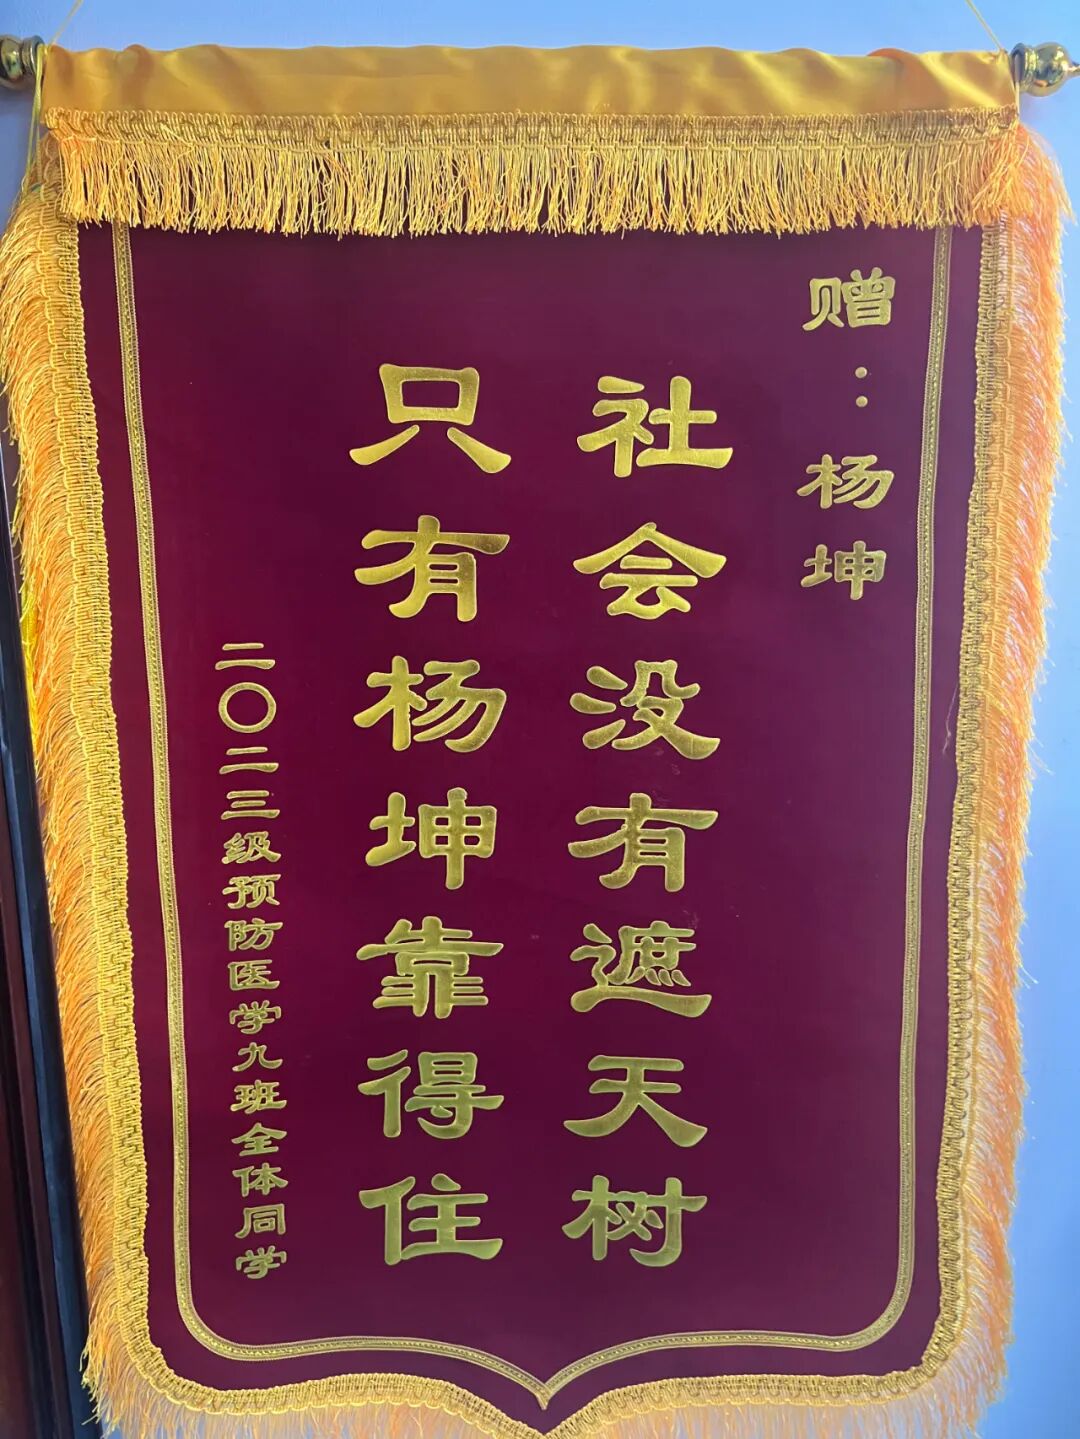 赠：杨坤
社会没有遮天树
只有杨坤靠得住
二〇二三级预防医学九班全体同学